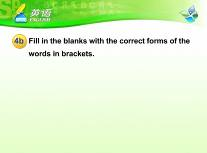 英语
ENGLISH
4b Fill in the blanks with the correct forms of the
words in brackets.